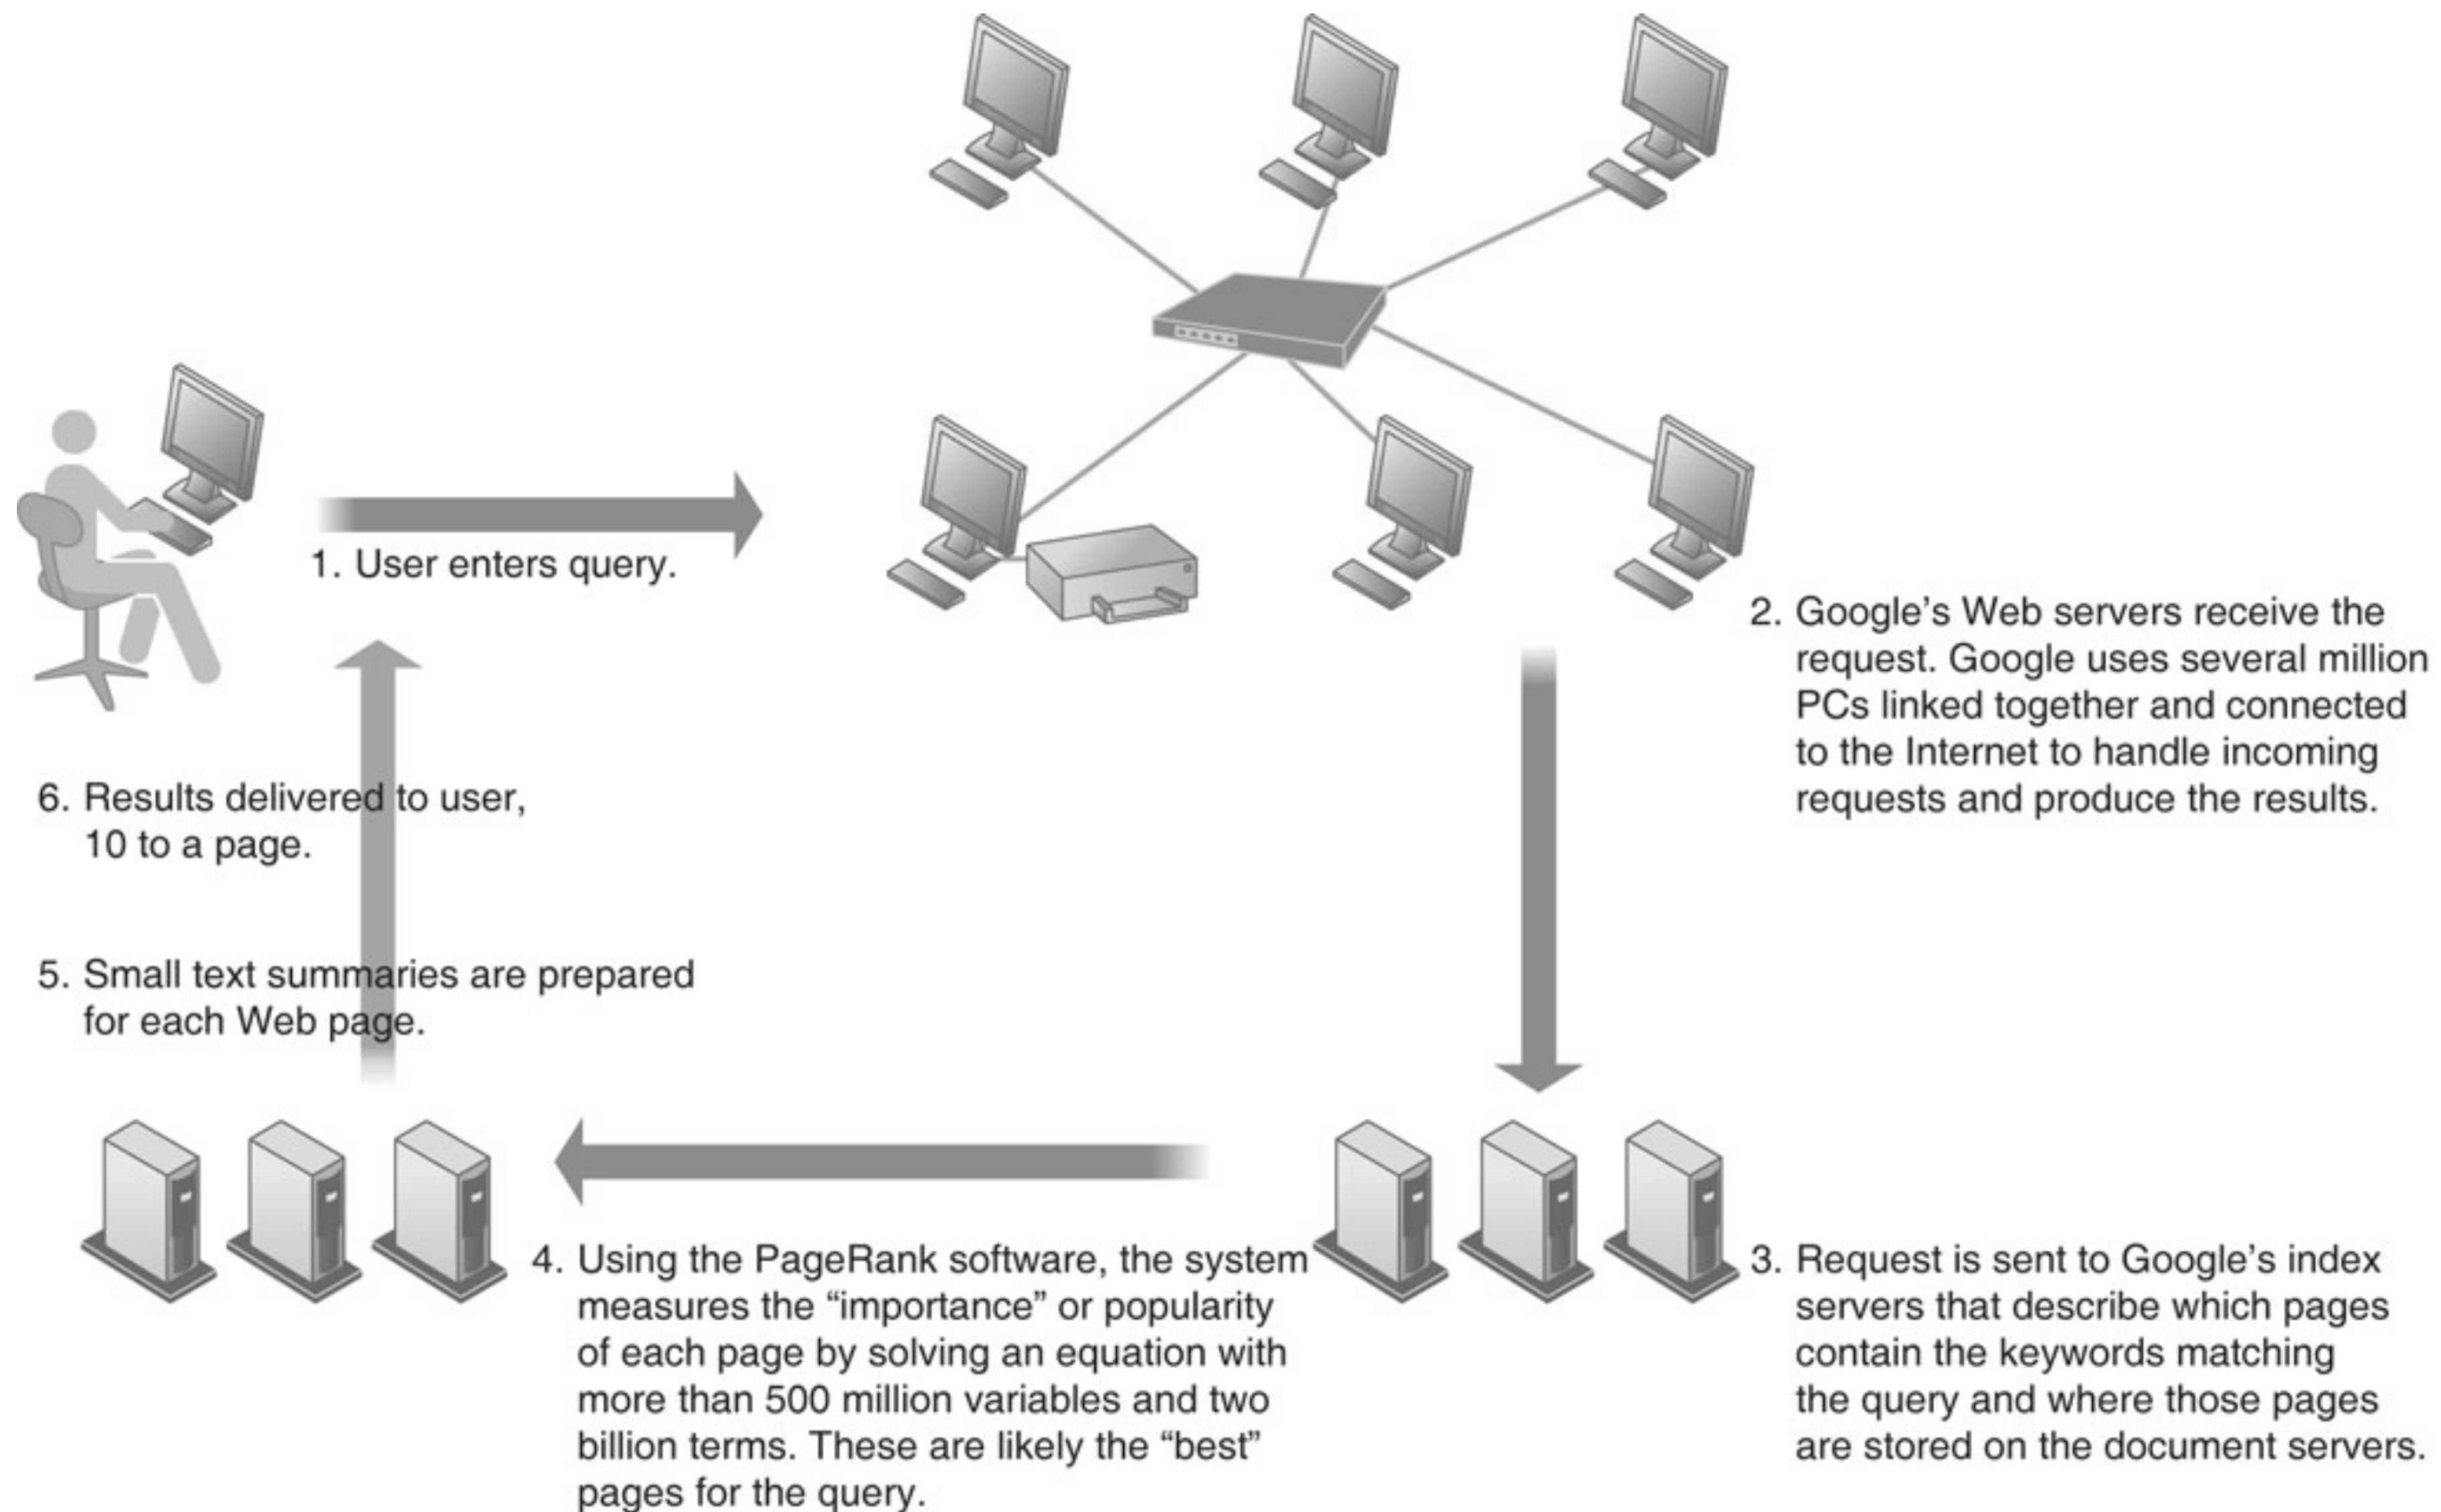 1. User enters query.
2. Google’s Web servers receive the
request. Google uses several million
PCs linked together and connected
to the Internet to handle incoming
requests and produce the results.
3. Request is sent to Google’s index
servers that describe which pages
contain the keywords matching
the query and where those pages
are stored on the document servers.
4. Using the PageRank software, the system
measures the “importance” or popularity
of each page by solving an equation with
more than 500 million variables and two
billion terms. These are likely the “best”
pages for the query.
5. Small text summaries are prepared
for each Web page.
6. Results delivered to user,
10 to a page.